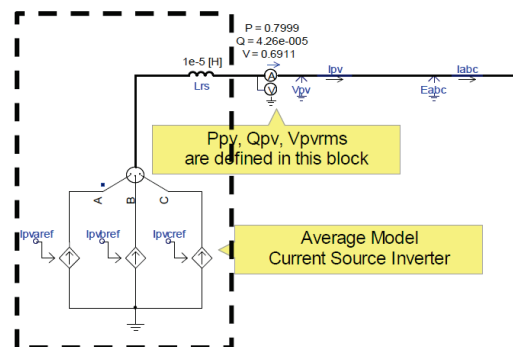 P = 0.7999
Q = 4.26e-005
V = 0.6911
1e-5 [H]
Lrs
A
V
Ipv
Vpv
Iabc
Eabc
Ppv, Qpv, Vpvrms
are defined in this block
A
B
C
Ipvaref
Ipvbref
Ipvcref
Average Model
Current Source Inverter